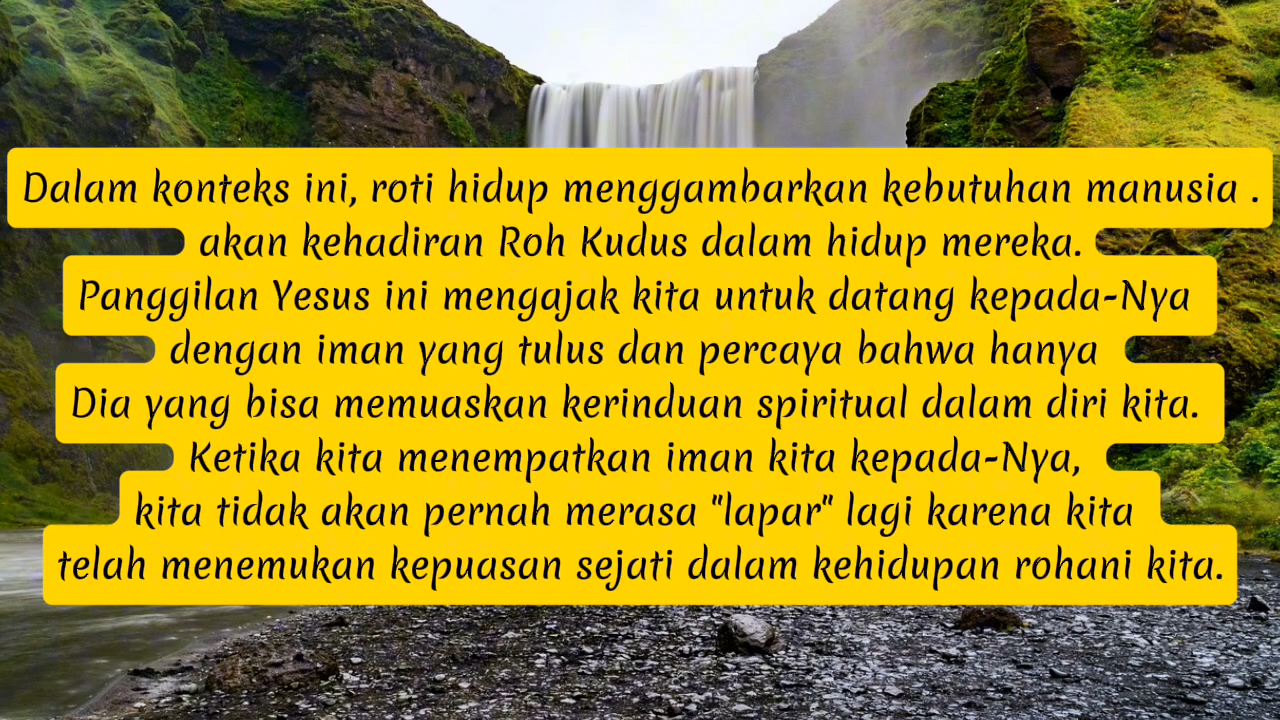 Dalam konteks ini, roti hidup menggambarkan kebutuhan manusia .
akan kehadiran Roh Kudus dalam hidup mereka.
Panggilan Yesus ini mengajak kita untuk datang kepada-Nya
dengan iman yang tulus dan percaya bahwa hanya
Dia yang bisa memuaskan kerinduan spiritual dalam diri kita.
Ketika kita menempatkan iman kita kepada-Nya,
kita tidak akan pernah merasa "lapar" lagi karena kita
telah menemukan kepuasan sejati dalam kehidupan rohani kita.